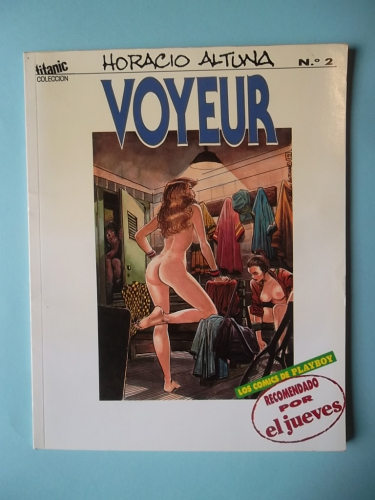 titanic
COLECCION
HORACIO ALTUNA
N.º 2
VOYEUR
LOS COMICS DE PLAYBOY
RECOMENDADO
POR
el jueves